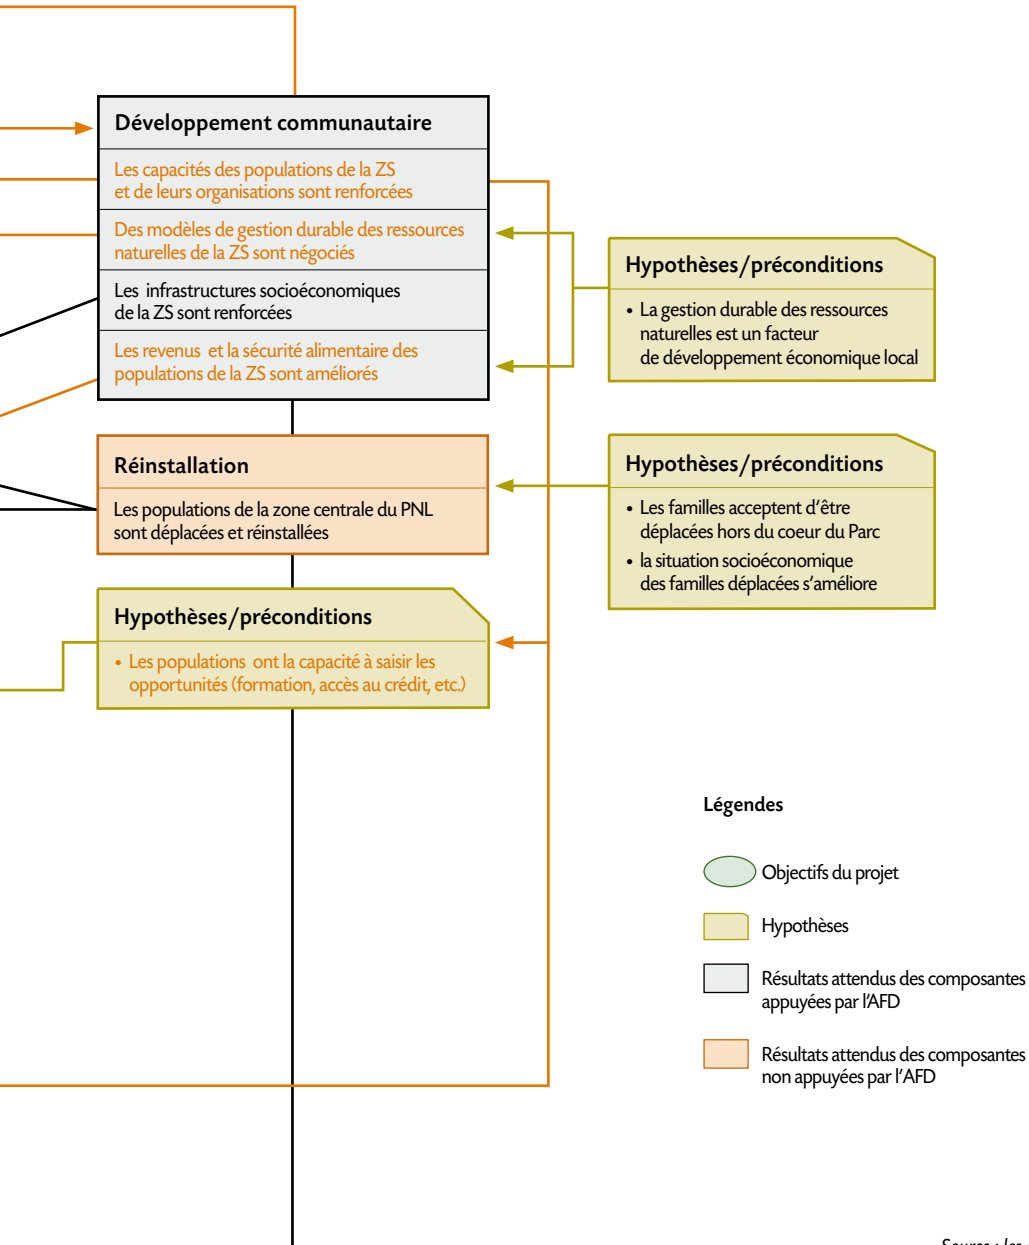 Développement communautaire
Les capacités des populations de la ZS
et de leurs organisations sont renforcées
Des modèles de gestion durable des ressources
naturelles de la ZS sont négociés
Les infrastructures socioéconomiques
de la ZS sont renforcées
Les revenus et la sécurité alimentaire des
populations de la ZS sont améliorés
Hypothèses/préconditions
• La gestion durable des ressources
naturelles est un facteur
de développement économique local
Réinstallation
Les populations de la zone centrale du PNL
sont déplacées et réinstallées
Hypothèses/préconditions
• Les familles acceptent d'être
déplacées hors du coeur du Parc
• la situation socioéconomique
des familles déplacées s'améliore
Hypothèses/préconditions
• Les populations ont la capacité à saisir les
opportunités (formation, accès au crédit, etc.)
Légendes
Objectifs du projet
Hypothèses
Résultats attendus des composantes
appuyées par l'AFD
Résultats attendus des composantes
non appuyées par l'AFD